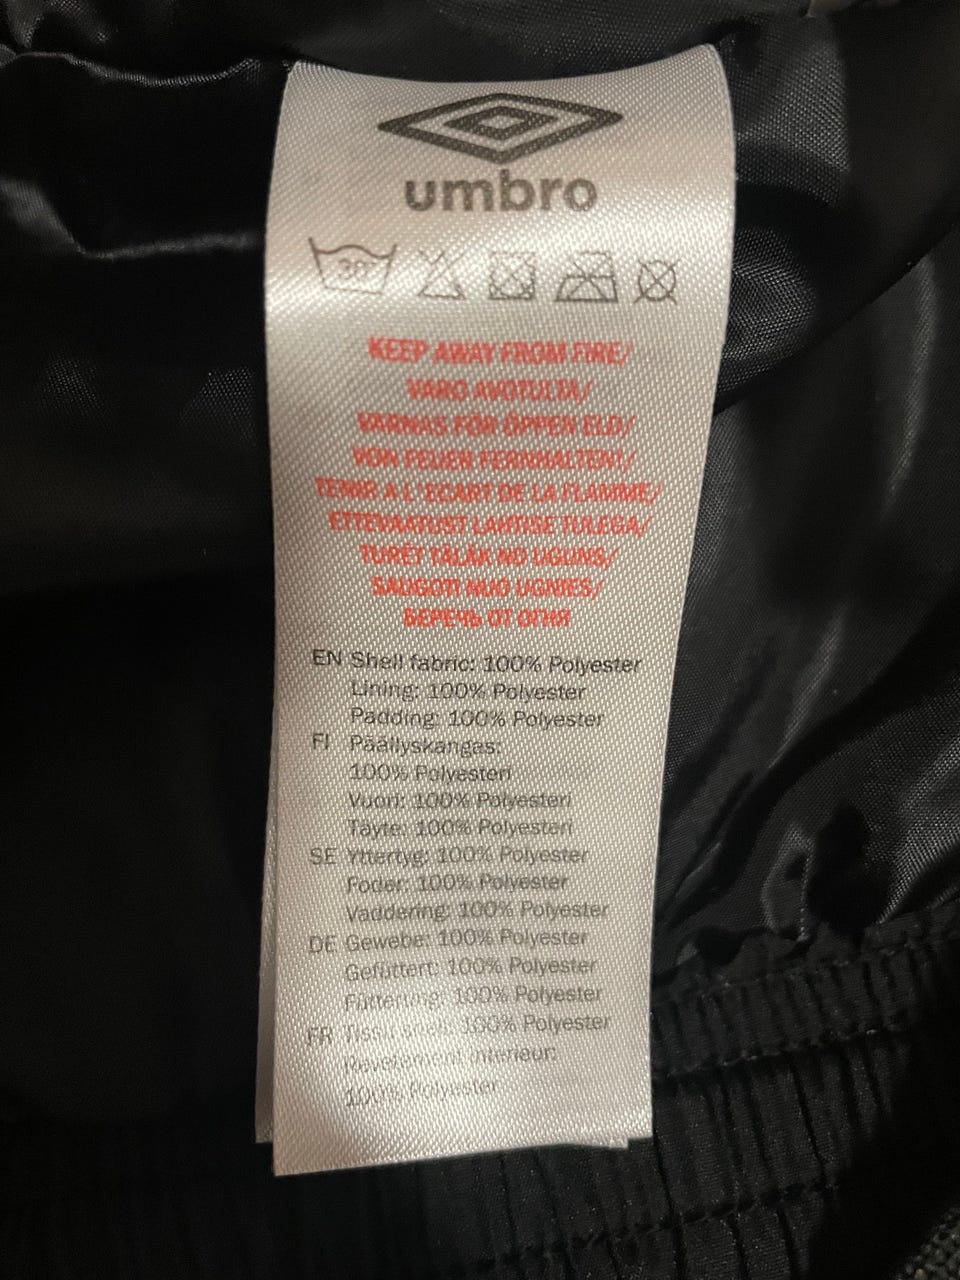 umbro
30°
KEEP AWAY FROM FIRE/
VARO AVOTULTA/
VARNAS FÖR ÖPPEN ELD/
VON FEUER FERNHALTEN!/
TENIR A L'ECART DE LA FLAMME/
ETTEVAATUST LAHTISE TULEGA/
TURĒT TĀLĀK NO UGUNS/
SAUGOTI NUO UGNIES/
БЕРЕЧЬ ОТ ОГНЯ
EN Shell fabric: 100% Polyester
Lining: 100% Polyester
Padding: 100% Polyester
FI Päällyskangas:
100% Polyesteri
Vuori: 100% Polyesteri
Täyte: 100% Polyesteri
SE Yttertyg: 100% Polyester
Foder: 100% Polyester
Vaddering: 100% Polyester
DE Gewebe: 100% Polyester
Gefüttert: 100% Polyester
Fütterung: 100% Polyester
FR Tissu shell: 100% Polyester
Revetement interieur:
100% Polyester